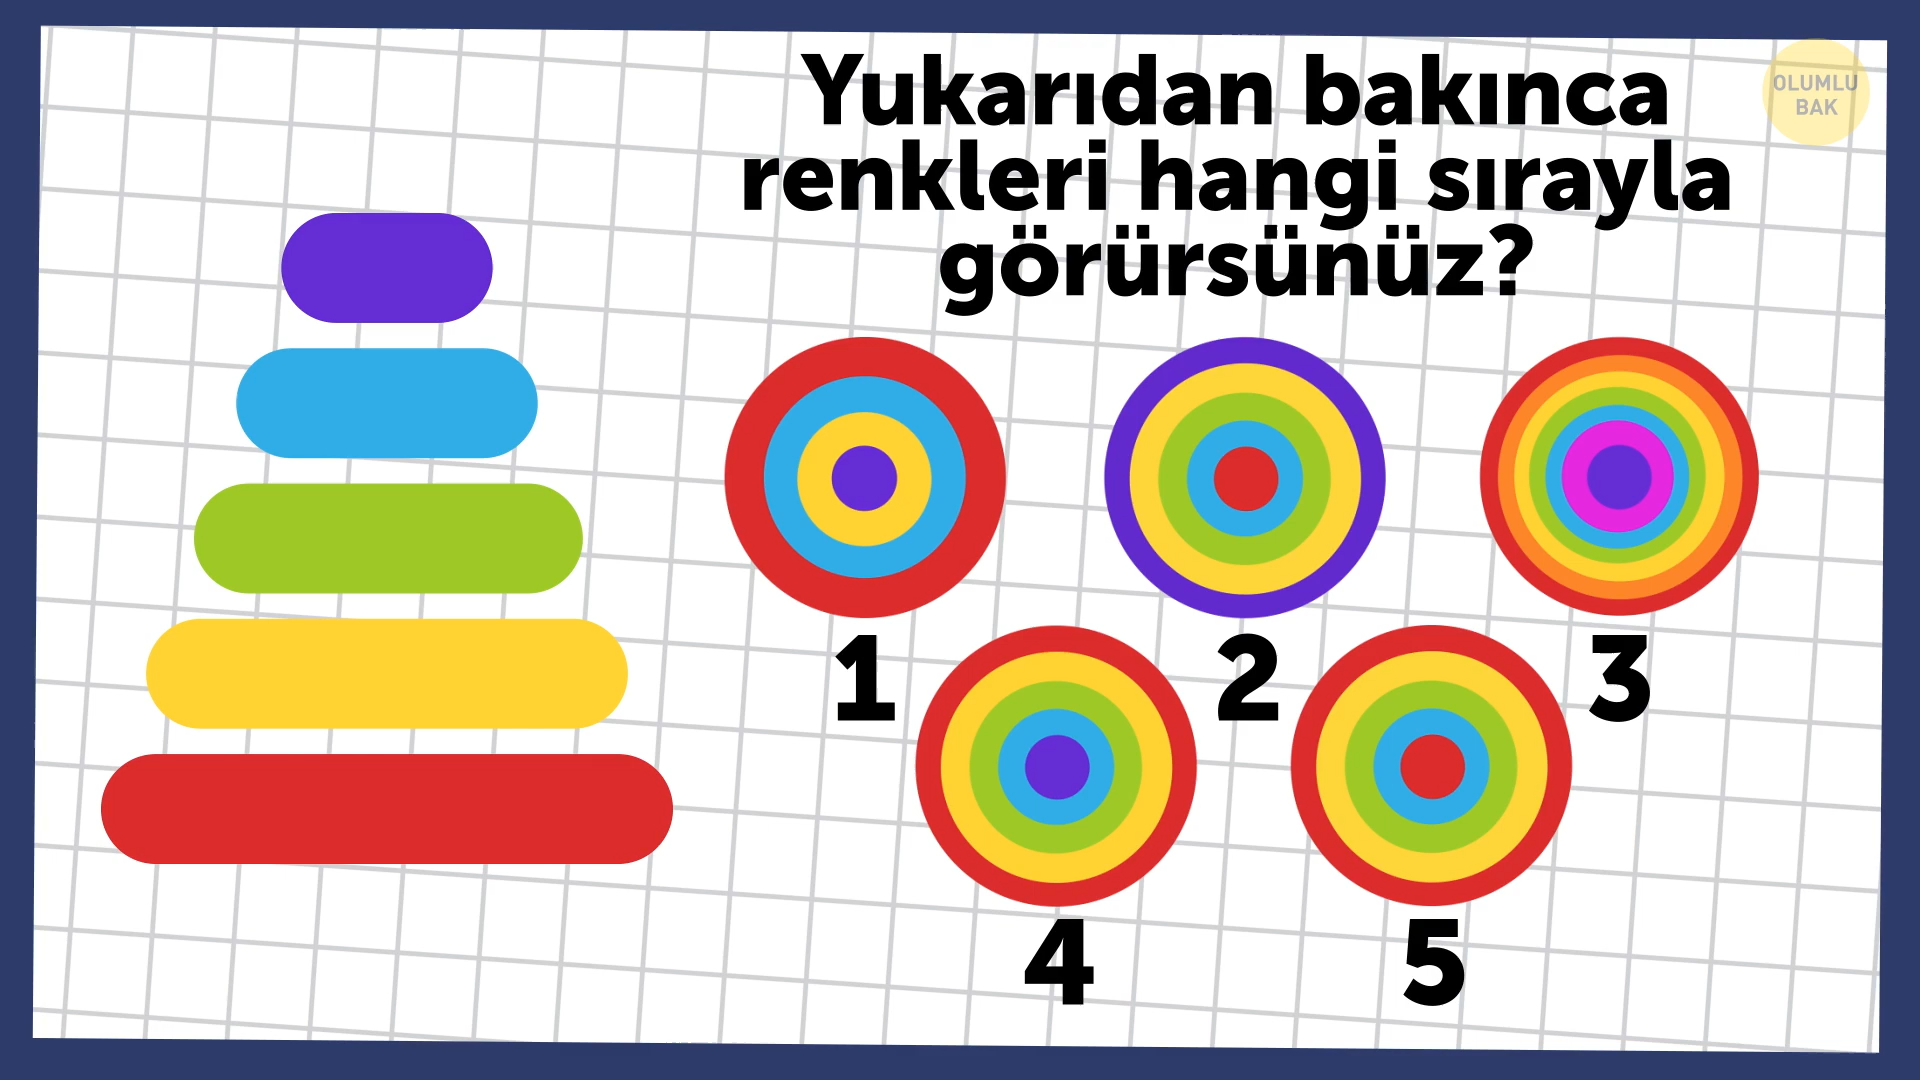 Yukarıdan bakınca
renkleri hangi sırayla
görürsünüz?
OLUMLU
BAK
1
2
3
4
5